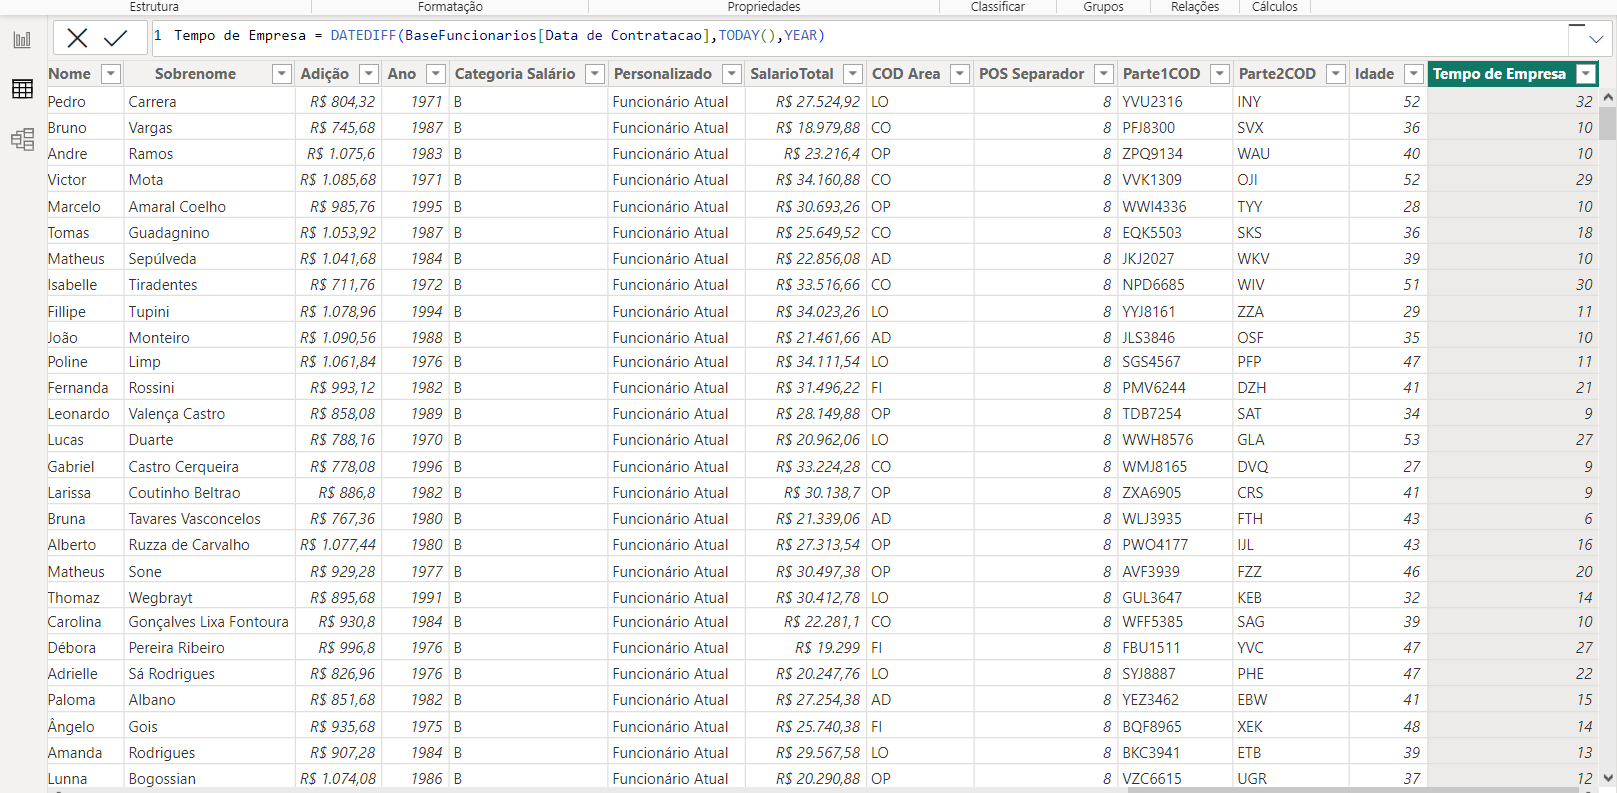 Estrutura Formatação Propriedades Classificar Grupos Relações Cálculos
1 Tempo de Empresa = DATEDIFF(BaseFuncionarios[Data de Contratacao],TODAY(),YEAR)
Nome Sobrenome Adição Ano Categoria Salário Personalizado SalarioTotal COD Area POS Separador Parte1COD Parte2COD Idade Tempo de Empresa
Pedro Carrera R$ 804,32 1971 B Funcionário Atual R$ 27.524,92 LO 8 YVU2316 INY 52 32
Bruno Vargas R$ 745,68 1987 B Funcionário Atual R$ 18.979,88 CO 8 PFJ8300 SVX 36 10
Andre Ramos R$ 1.075,6 1983 B Funcionário Atual R$ 23.216,4 OP 8 ZPQ9134 WAU 40 10
Victor Mota R$ 1.085,68 1971 B Funcionário Atual R$ 34.160,88 CO 8 VVK1309 OJI 52 29
Marcelo Amaral Coelho R$ 985,76 1995 B Funcionário Atual R$ 30.693,26 OP 8 WWI4336 TYY 28 10
Tomas Guadagnino R$ 1.053,92 1987 B Funcionário Atual R$ 25.649,52 CO 8 EQK5503 SKS 36 18
Matheus Sepúlveda R$ 1.041,68 1984 B Funcionário Atual R$ 22.856,08 AD 8 JKJ2027 WKV 39 10
Isabelle Tiradentes R$ 711,76 1972 B Funcionário Atual R$ 33.516,66 CO 8 NPD6685 WIV 51 30
Fillipe Tupini R$ 1.078,96 1994 B Funcionário Atual R$ 34.023,26 LO 8 YYJ8161 ZZA 29 11
João Monteiro R$ 1.090,56 1988 B Funcionário Atual R$ 21.461,66 AD 8 JLS3846 OSF 35 10
Poline Limp R$ 1.061,84 1976 B Funcionário Atual R$ 34.111,54 LO 8 SGS4567 PFP 47 11
Fernanda Rossini R$ 993,12 1982 B Funcionário Atual R$ 31.496,22 FI 8 PMV6244 DZH 41 21
Leonardo Valença Castro R$ 858,08 1989 B Funcionário Atual R$ 28.149,88 OP 8 TDB7254 SAT 34 9
Lucas Duarte R$ 788,16 1970 B Funcionário Atual R$ 20.962,06 LO 8 WWH8576 GLA 53 27
Gabriel Castro Cerqueira R$ 778,08 1996 B Funcionário Atual R$ 33.224,28 CO 8 WMJ8165 DVQ 27 9
Larissa Coutinho Beltrao R$ 886,8 1982 B Funcionário Atual R$ 30.138,7 OP 8 ZXA6905 CRS 41 9
Bruna Tavares Vasconcelos R$ 767,36 1980 B Funcionário Atual R$ 21.339,06 AD 8 WLJ3935 FTH 43 6
Alberto Ruzza de Carvalho R$ 1.077,44 1980 B Funcionário Atual R$ 27.313,54 OP 8 PWO4177 IJL 43 16
Matheus Sone R$ 929,28 1977 B Funcionário Atual R$ 30.497,38 OP 8 AVF3939 FZZ 46 20
Thomaz Wegbrayt R$ 895,68 1991 B Funcionário Atual R$ 30.412,78 LO 8 GUL3647 KEB 32 14
Carolina Gonçalves Lixa Fontoura R$ 930,8 1984 B Funcionário Atual R$ 22.281,1 CO 8 WFF5385 SAG 39 10
Débora Pereira Ribeiro R$ 996,8 1976 B Funcionário Atual R$ 19.299 FI 8 FBU1511 YVC 47 27
Adrielle Sá Rodrigues R$ 826,96 1976 B Funcionário Atual R$ 20.247,76 LO 8 SYJ8887 PHE 47 22
Paloma Albano R$ 851,68 1982 B Funcionário Atual R$ 27.254,38 AD 8 YEZ3462 EBW 41 15
Ângelo Gois R$ 935,68 1975 B Funcionário Atual R$ 25.740,38 FI 8 BQF8965 XEK 48 14
Amanda Rodrigues R$ 907,28 1984 B Funcionário Atual R$ 29.567,58 LO 8 BKC3941 ETB 39 13
Lunna Bogossian R$ 1.074,08 1986 B Funcionário Atual R$ 20.290,88 OP 8 VZC6615 UGR 37 12